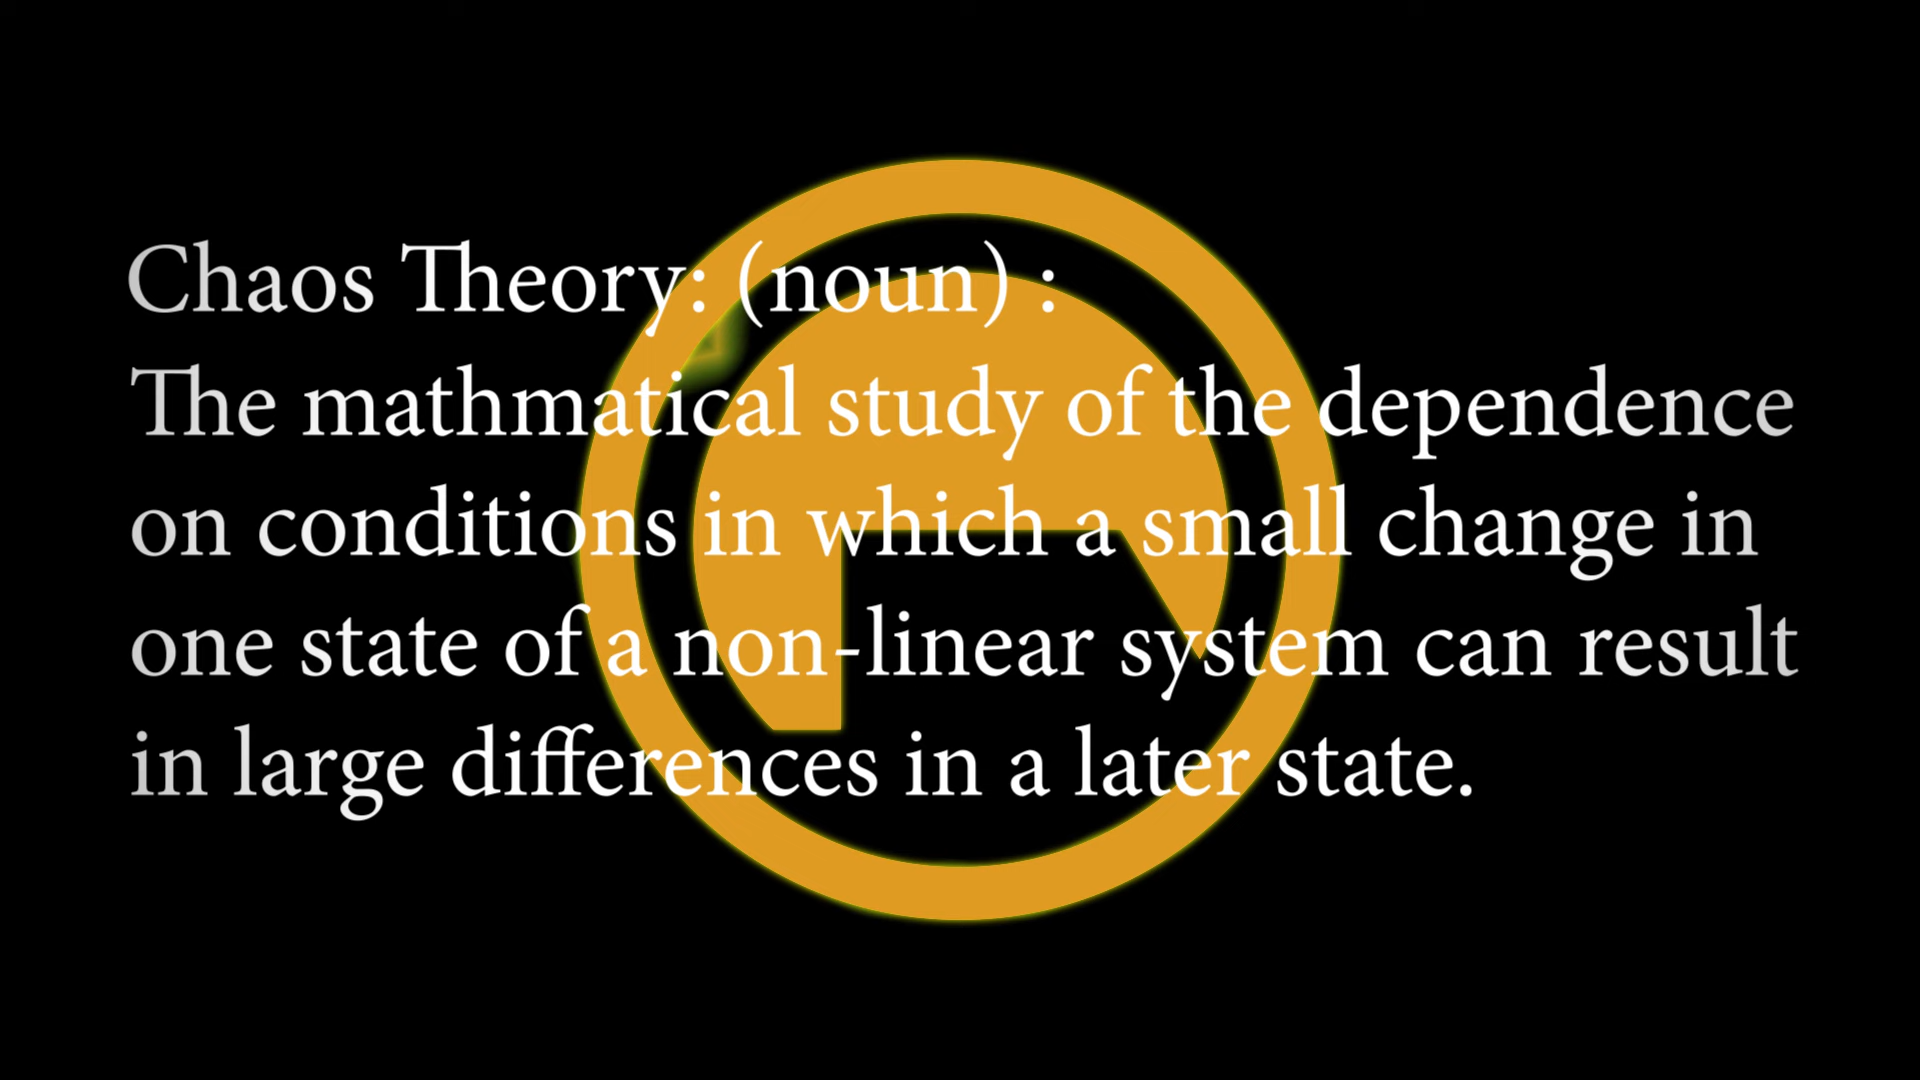 Chaos Theory: (noun) :
The mathmatical study of the dependence
on conditions in which a small change in
one state of a non-linear system can result
in large differences in a later state.